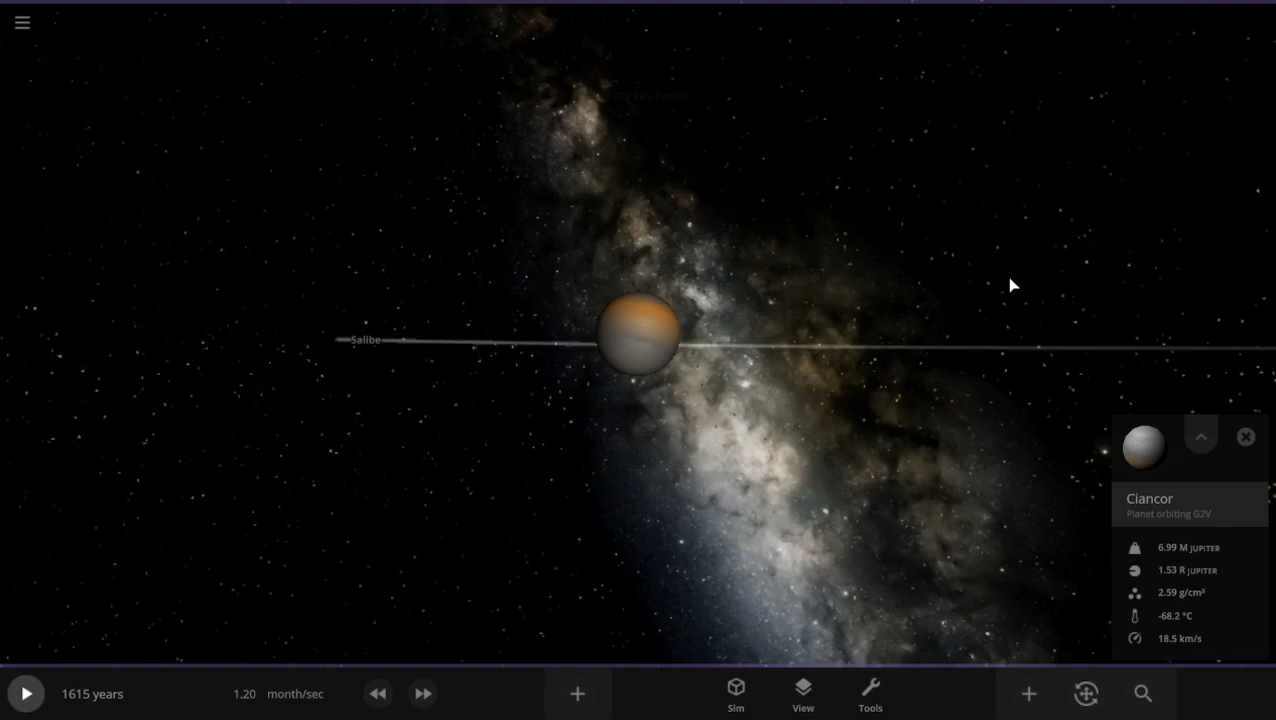 Salibe
Ciancor
Planet orbiting G2V
6.99 M JUPITER
1.53 R JUPITER
2.59 g/cm³
-68.2 °C
18.5 km/s
1615 years
1.20 month/sec
Sim
View
Tools